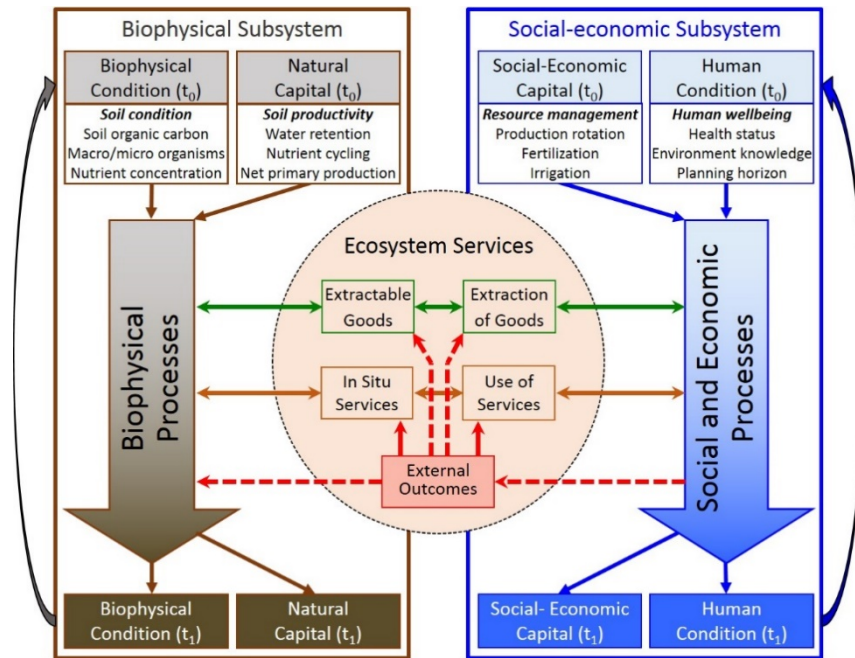 Biophysical Subsystem
Biophysical
Condition (t₀)
Natural
Capital (t₀)
Soil condition
Soil organic carbon
Macro/micro organisms
Nutrient concentration
Soil productivity
Water retention
Nutrient cycling
Net primary production
Social-economic Subsystem
Social-Economic
Capital (t₀)
Human
Condition (t₀)
Resource management
Production rotation
Fertilization
Irrigation
Human wellbeing
Health status
Environment knowledge
Planning horizon
Biophysical
Processes
Ecosystem Services
Extractable
Goods
Extraction
of Goods
In Situ
Services
Use of
Services
External
Outcomes
Social and Economic
Processes
Biophysical
Condition (t₁)
Natural
Capital (t₁)
Social- Economic
Capital (t₁)
Human
Condition (t₁)